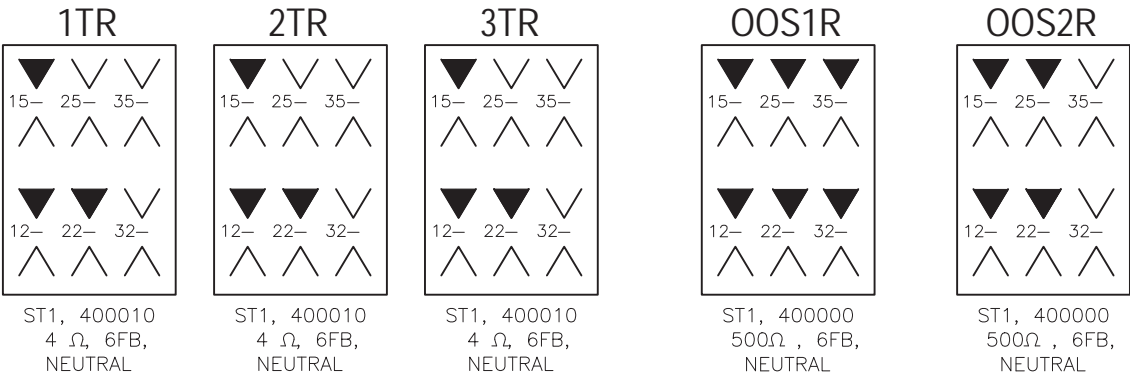 1TR 2TR 3TR OOS1R OOS2R
15— 25— 35— 15— 25— 35— 15— 25— 35— 15— 25— 35— 15— 25— 35—
12— 22— 32— 12— 22— 32— 12— 22— 32— 12— 22— 32— 12— 22— 32—
ST1, 400010 ST1, 400010 ST1, 400010 ST1, 400000 ST1, 400000
4 Ω, 6FB, 4 Ω, 6FB, 4 Ω, 6FB, 500Ω , 6FB, 500Ω , 6FB,
NEUTRAL NEUTRAL NEUTRAL NEUTRAL NEUTRAL